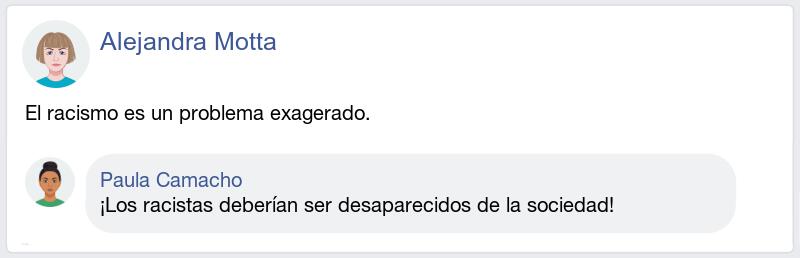 Alejandra Motta
El racismo es un problema exagerado.
Paula Camacho
¡Los racistas deberían ser desaparecidos de la sociedad!